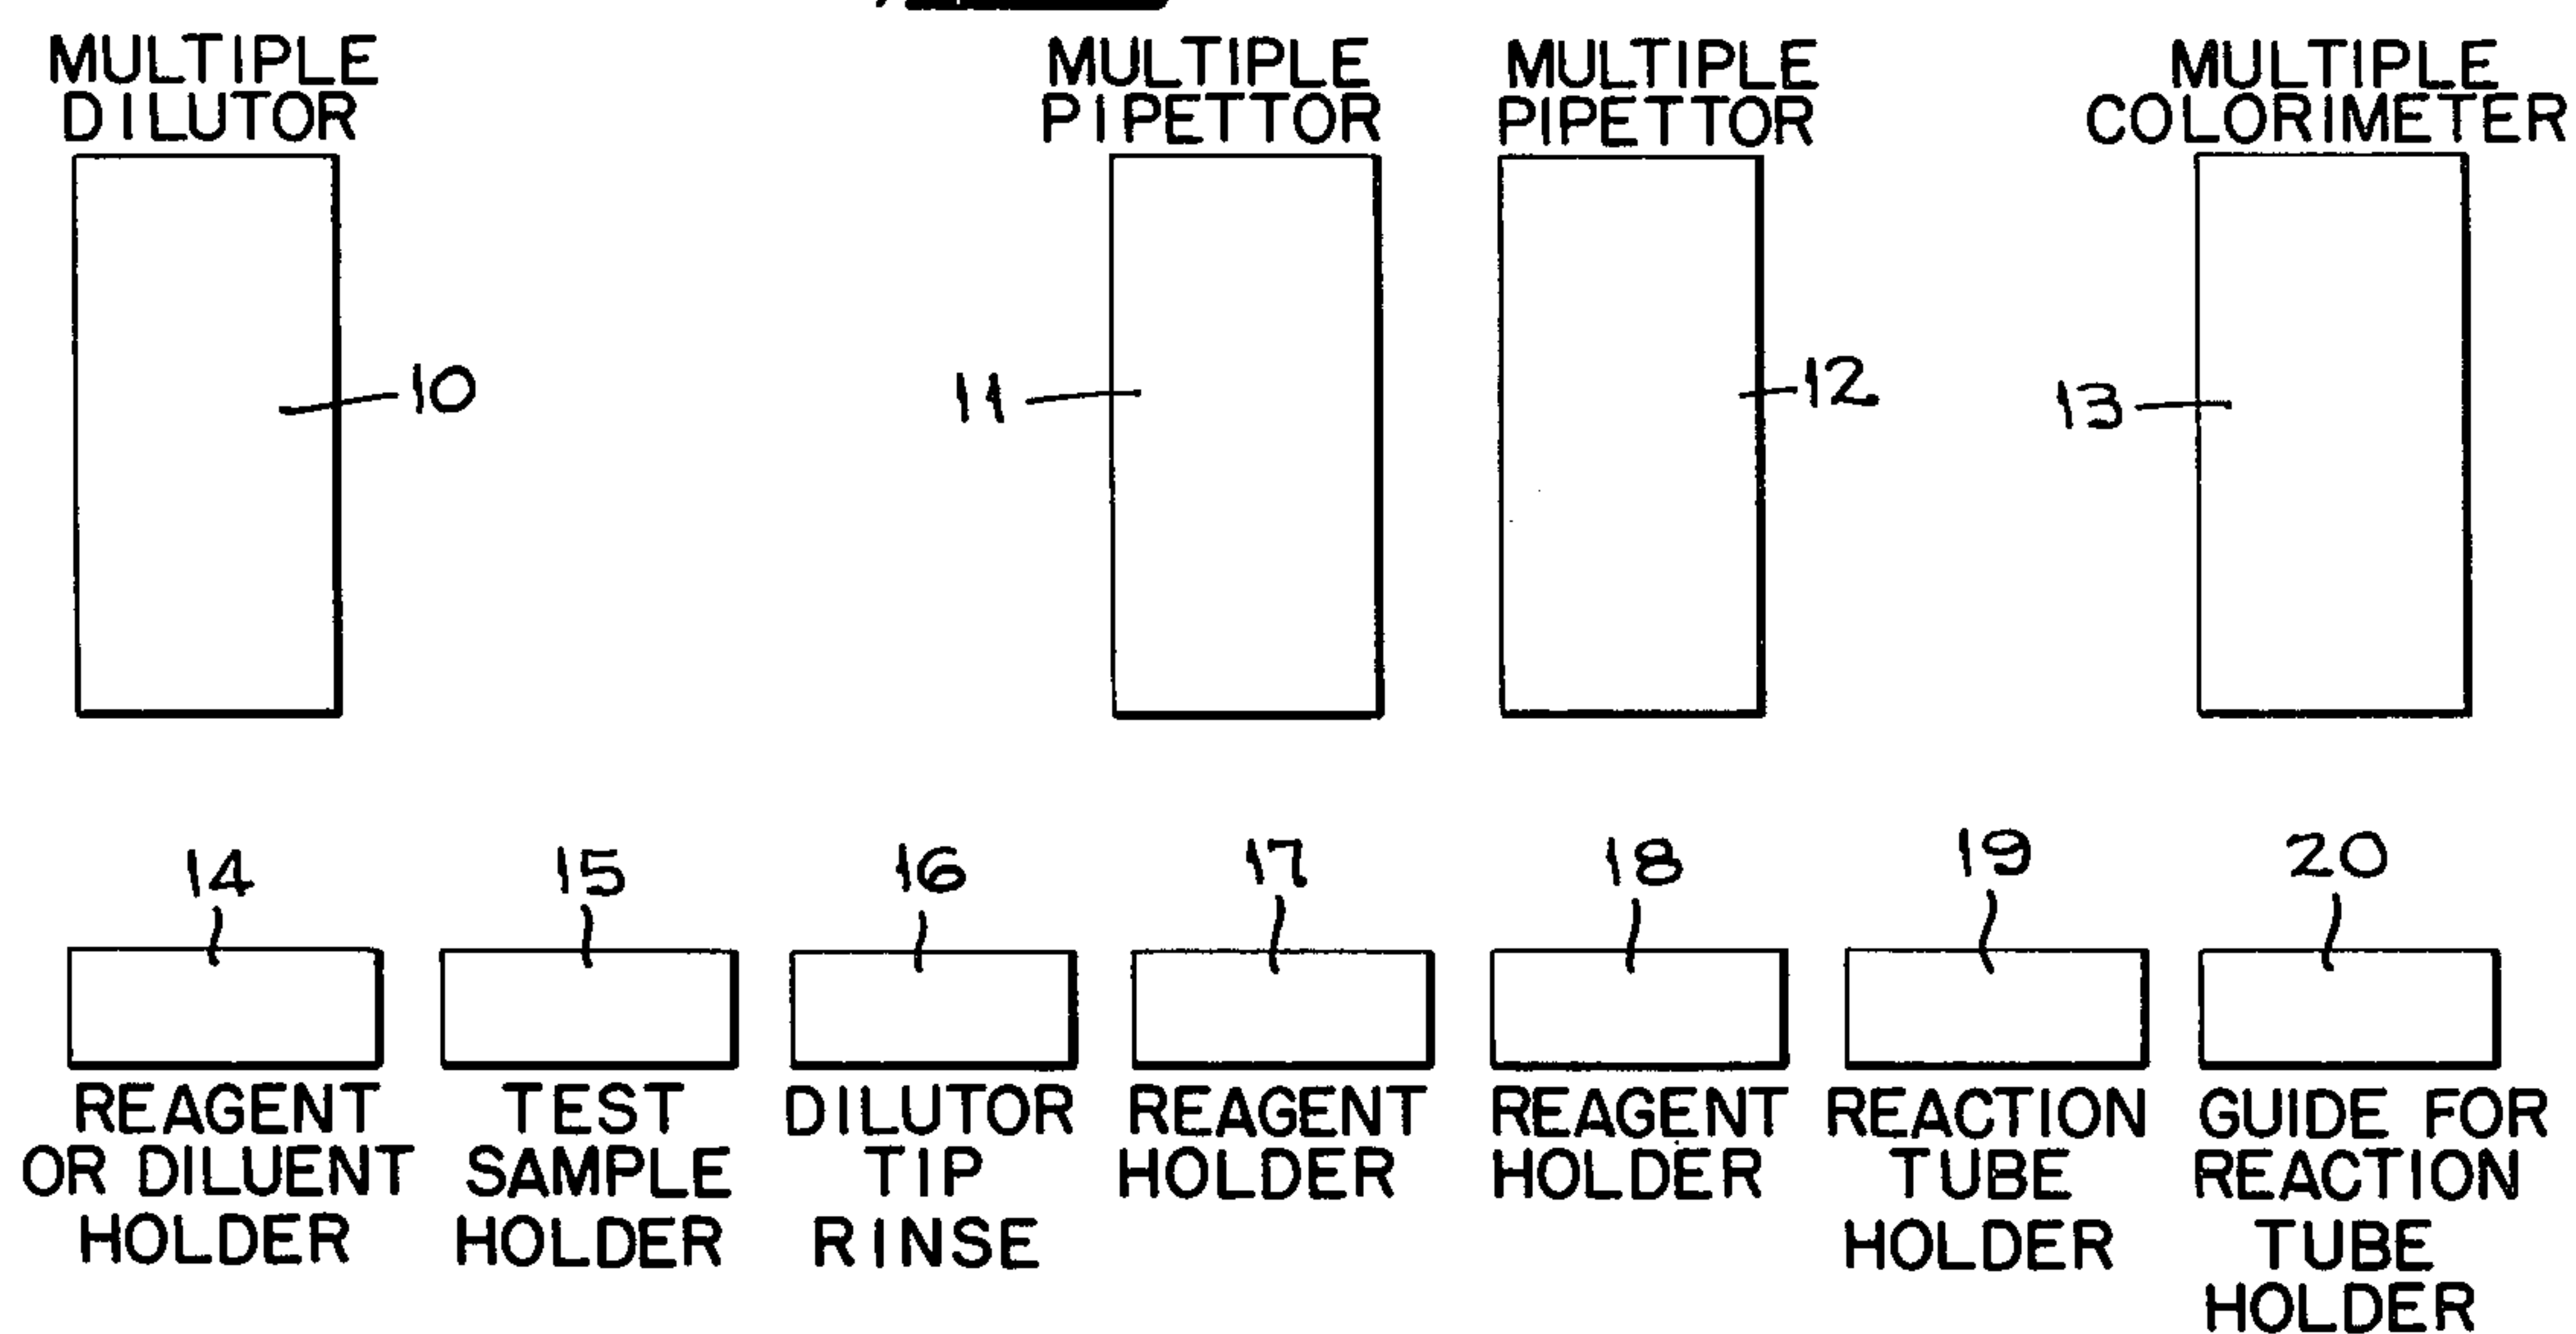 MULTIPLE
DILUTOR
MULTIPLE
PIPETTOR
MULTIPLE
PIPETTOR
MULTIPLE
COLORIMETER
10
11
12
13
14
15
16
17
18
19
20
REAGENT
OR DILUENT
HOLDER
TEST
SAMPLE
HOLDER
DILUTOR
TIP
RINSE
REAGENT
HOLDER
REAGENT
HOLDER
REACTION
TUBE
HOLDER
GUIDE FOR
REACTION
TUBE
HOLDER